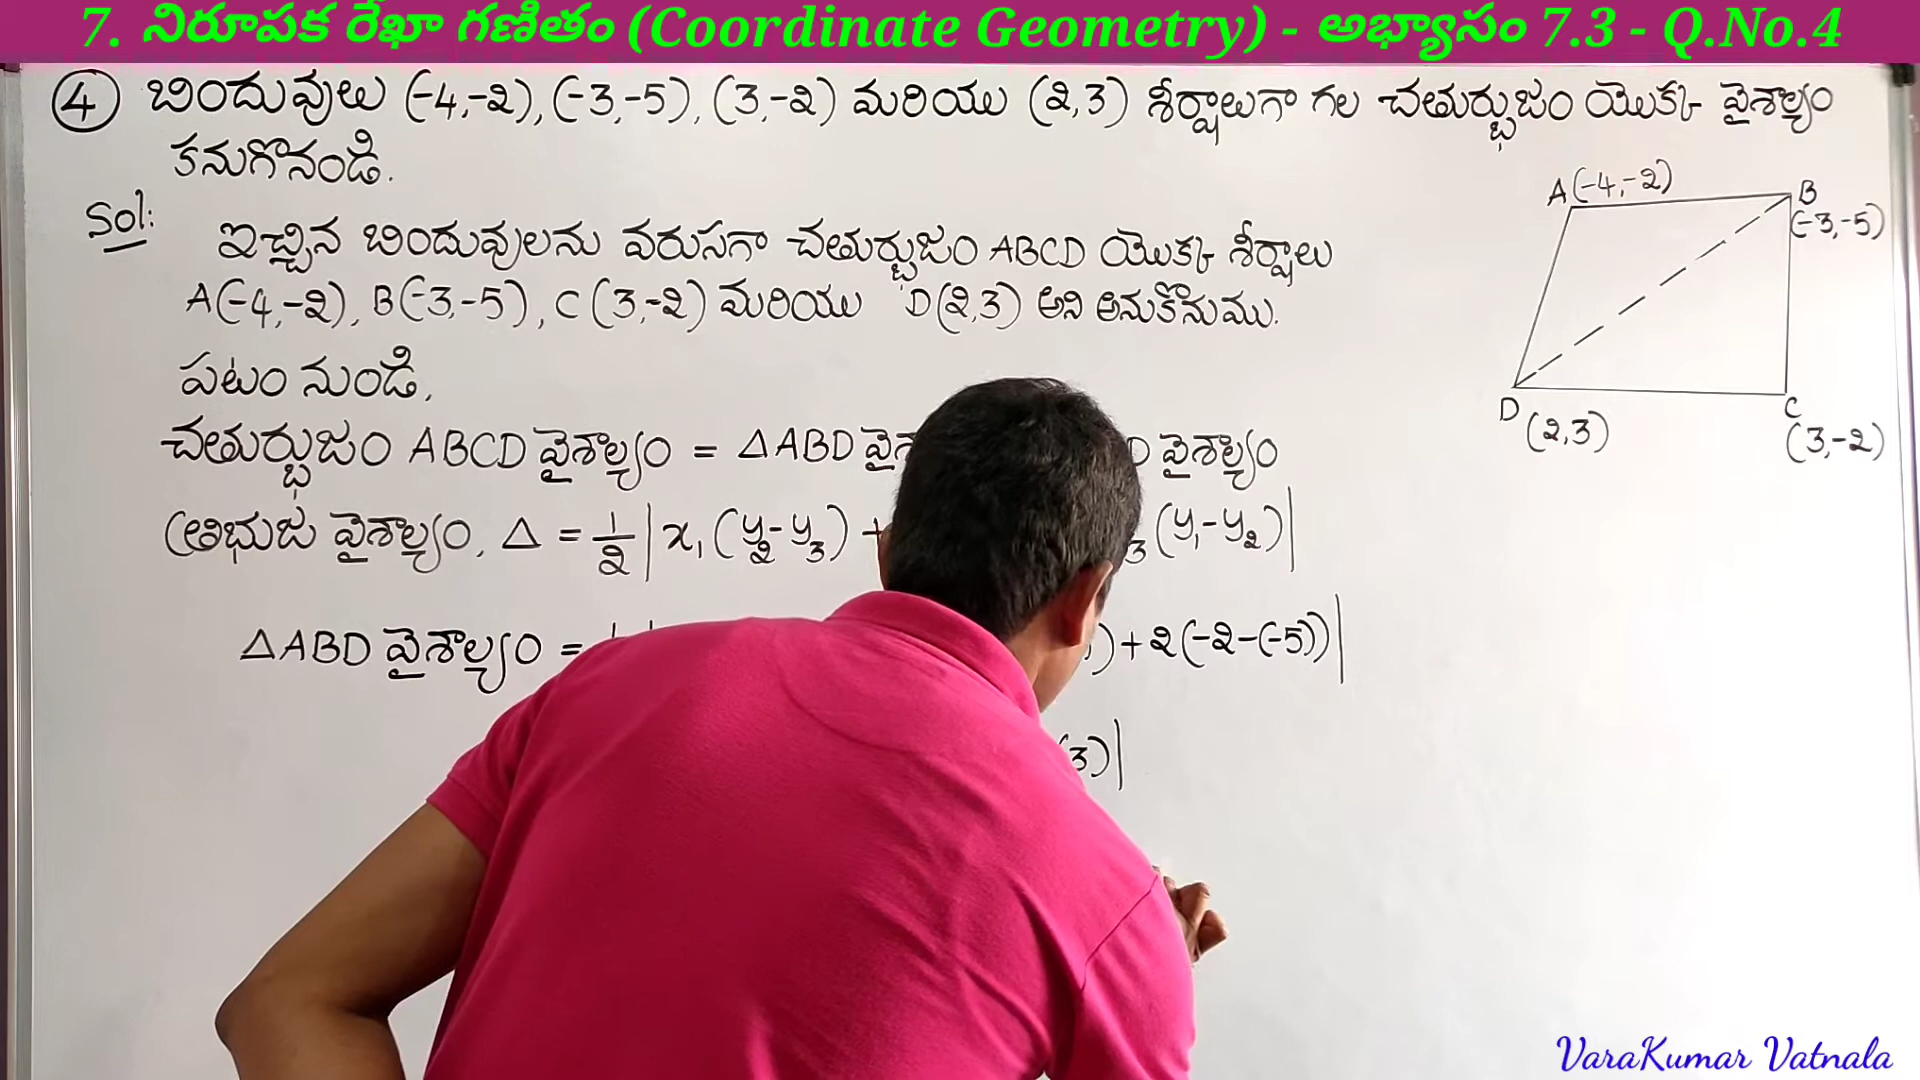 7. నిరూపక రేఖా గణితం (Coordinate Geometry) - అభ్యాసం 7.3 - Q.No.4
④ బిందువులు (-4,-2), (-3,-5), (3,-2) మరియు (2,3) శీర్షాలుగా గల చతుర్భుజం యొక్క వైశాల్యం
కనుగొనండి.
Sol:
ఇచ్చిన బిందువులను వరుసగా చతుర్భుజం ABCD యొక్క శీర్షాలు
A(-4,-2), B(-3,-5), C(3,-2) మరియు D(2,3) అని అనుకొనుము.
పటం నుండి,
చతుర్భుజం ABCD వైశాల్యం = ΔABD వైశ D వైశాల్యం
త్రిభుజ వైశాల్యం, Δ = 1/2 | x₁(y₂-y₃) + ₃(y₁-y₂)|
ΔABD వైశాల్యం = )+2(-2-(-5))|
(3)|
A(-4,-2)
B
(-3,-5)
D (2,3)
C
(3,-2)
VaraKumar Vatnala